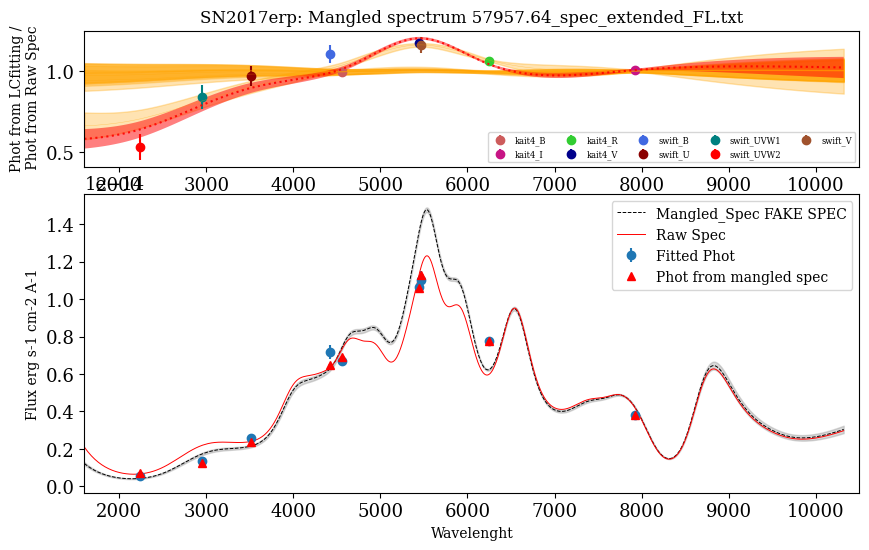 SN2017erp: Mangled spectrum 57957.64_spec_extended_FL.txt
Phot from LCfitting /
Phot from Raw Spec
1.0
0.5
kait4_B
kait4_I
kait4_R
kait4_V
swift_B
swift_U
swift_UVW1
swift_UVW2
swift_V
2000 3000 4000 5000 6000 7000 8000 9000 10000
1e−14
Flux erg s-1 cm-2 A-1
1.4
1.2
1.0
0.8
0.6
0.4
0.2
0.0
Mangled_Spec FAKE SPEC
Raw Spec
Fitted Phot
Phot from mangled spec
2000 3000 4000 5000 6000 7000 8000 9000 10000
Wavelenght